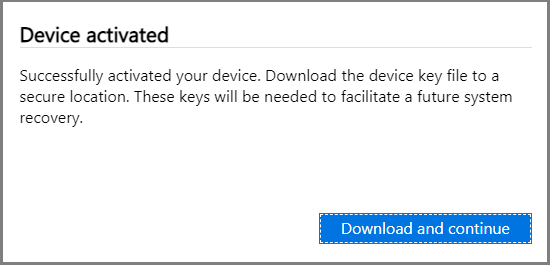 Device activated
Successfully activated your device. Download the device key file to a
secure location. These keys will be needed to facilitate a future system
recovery.
Download and continue